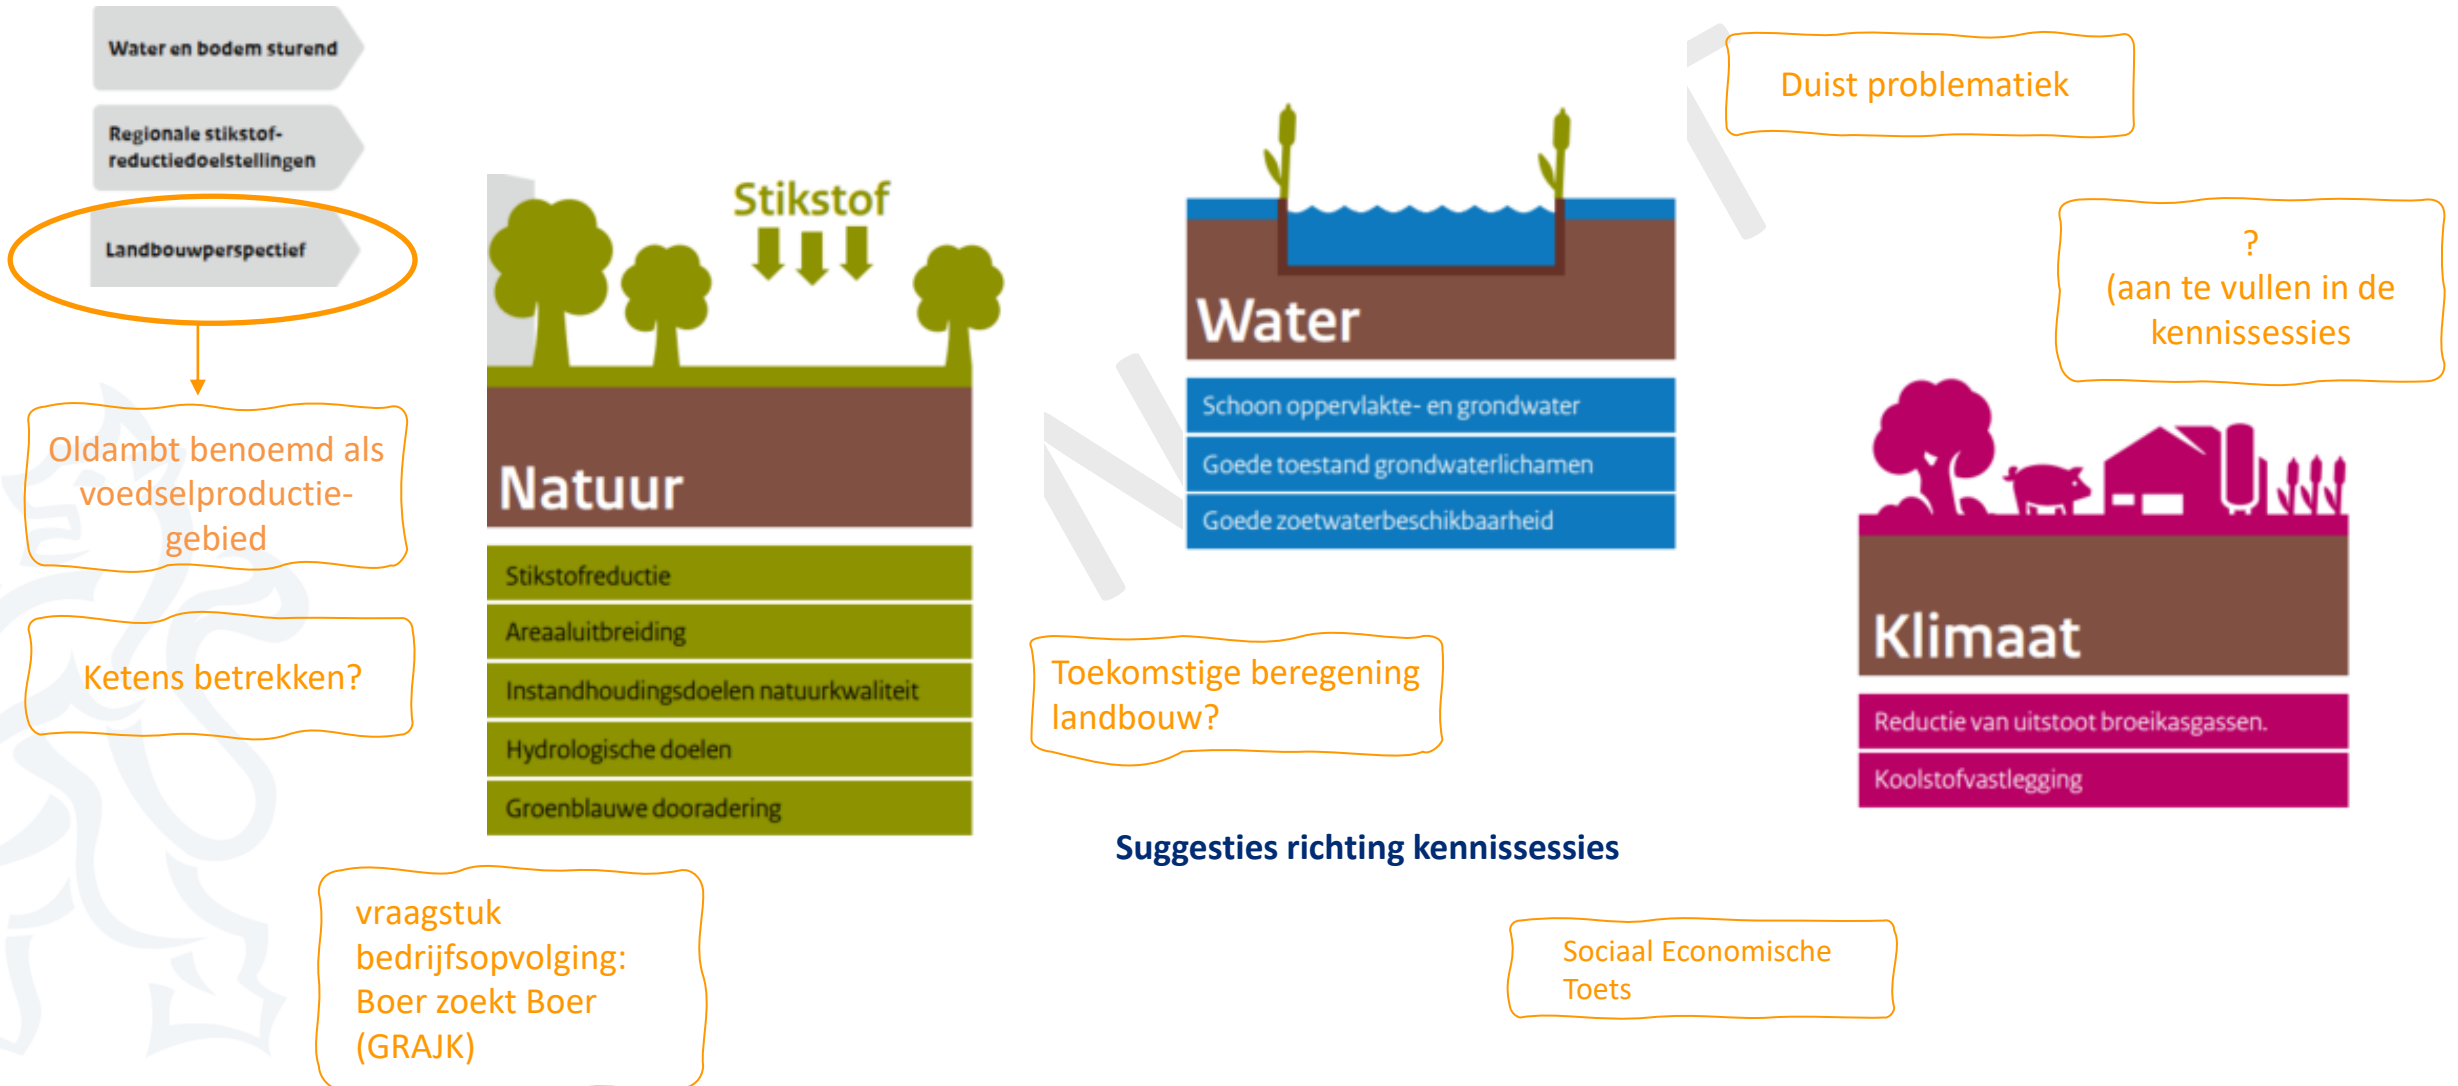 Water en bodem sturend
Regionale stikstof-
reductiedoelstellingen
Landbouwperspectief
Oldambt benoemd als
voedselproductie-
gebied
Ketens betrekken?
Stikstof
Natuur
Stikstofreductie
Areaaluitbreiding
Instandhoudingsdoelen natuurkwaliteit
Hydrologische doelen
Groenblauwe dooradering
vraagstuk
bedrijfsopvolging:
Boer zoekt Boer
(GRAJK)
Water
Schoon oppervlakte- en grondwater
Goede toestand grondwaterlichamen
Goede zoetwaterbeschikbaarheid
Toekomstige beregening
landbouw?
Suggesties richting kennissessies
Sociaal Economische
Toets
Duist problematiek
?
(aan te vullen in de
kennissessies
Klimaat
Reductie van uitstoot broeikasgassen.
Koolstofvastlegging